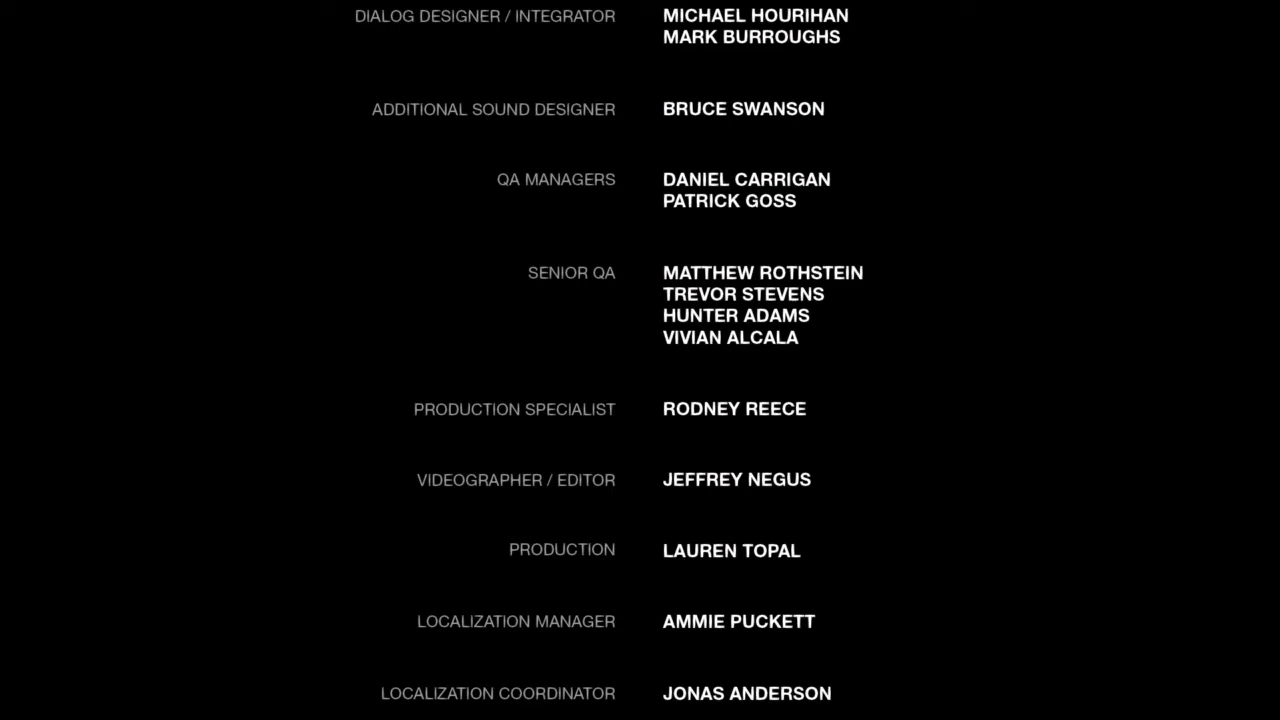 DIALOG DESIGNER / INTEGRATOR MICHAEL HOURIHAN
MARK BURROUGHS
ADDITIONAL SOUND DESIGNER BRUCE SWANSON
QA MANAGERS DANIEL CARRIGAN
PATRICK GOSS
SENIOR QA MATTHEW ROTHSTEIN
TREVOR STEVENS
HUNTER ADAMS
VIVIAN ALCALA
PRODUCTION SPECIALIST RODNEY REECE
VIDEOGRAPHER / EDITOR JEFFREY NEGUS
PRODUCTION LAUREN TOPAL
LOCALIZATION MANAGER AMMIE PUCKETT
LOCALIZATION COORDINATOR JONAS ANDERSON